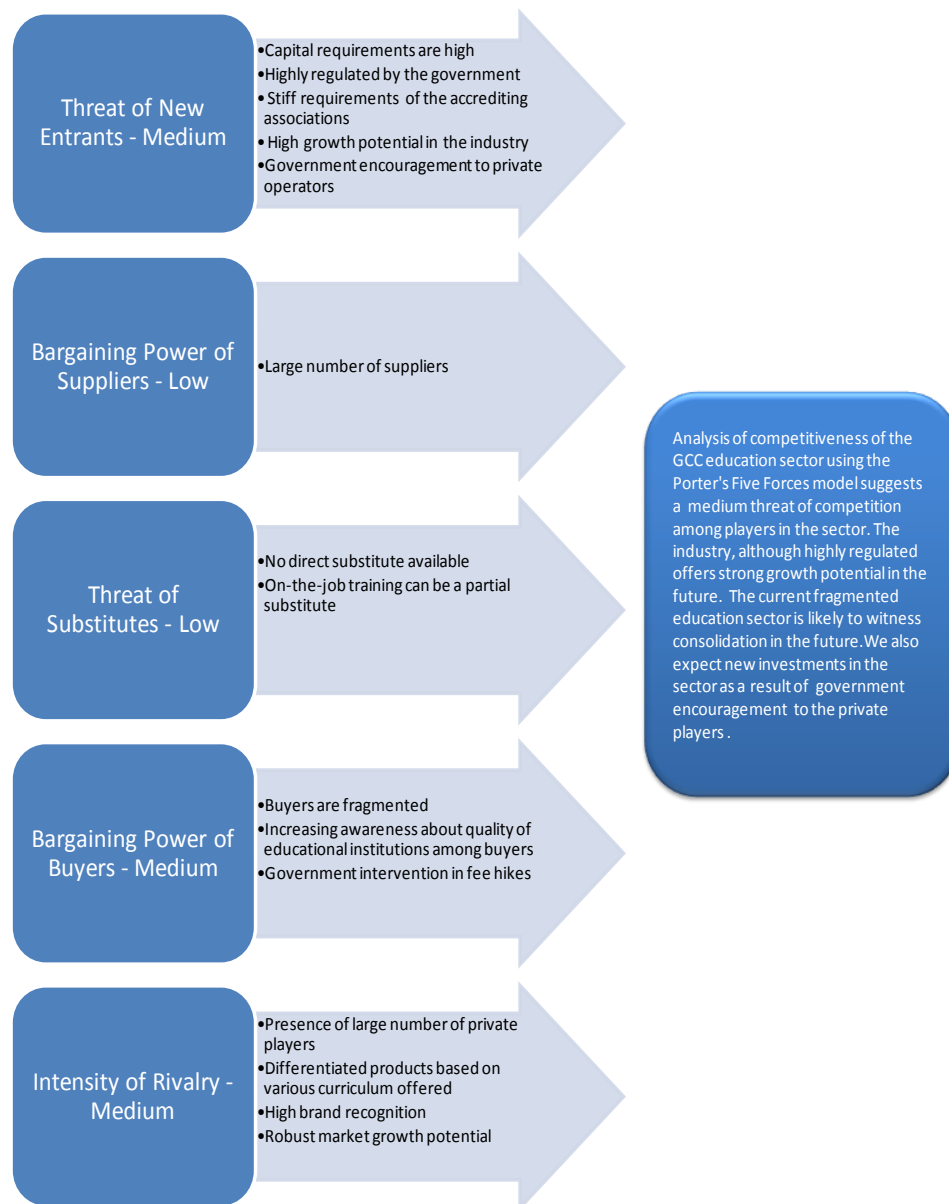 Threat of New
Entrants - Medium
•Capital requirements are high
•Highly regulated by the government
• Stiff requirements of the accrediting
associations
• High growth potential in the industry
•Government encouragement to private
operators
Bargaining Power of
Suppliers - Low
•Large number of suppliers
Threat of
Substitutes - Low
•No direct substitute available
•On-the-job training can be a partial
substitute
Bargaining Power of
Buyers - Medium
•Buyers are fragmented
•Increasing awareness about quality of
educational institutions among buyers
•Government intervention in fee hikes
Intensity of Rivalry -
Medium
•Presence of large number of private
players
•Differentiated products based on
various curriculum offered
•High brand recognition
•Robust market growth potential
Analysis of competitiveness of the
GCC education sector using the
Porter's Five Forces model suggests
a medium threat of competition
among players in the sector. The
industry, although highly regulated
offers strong growth potential in the
future. The current fragmented
education sector is likely to witness
consolidation in the future. We also
expect new investments in the
sector as a result of government
encouragement to the private
players .